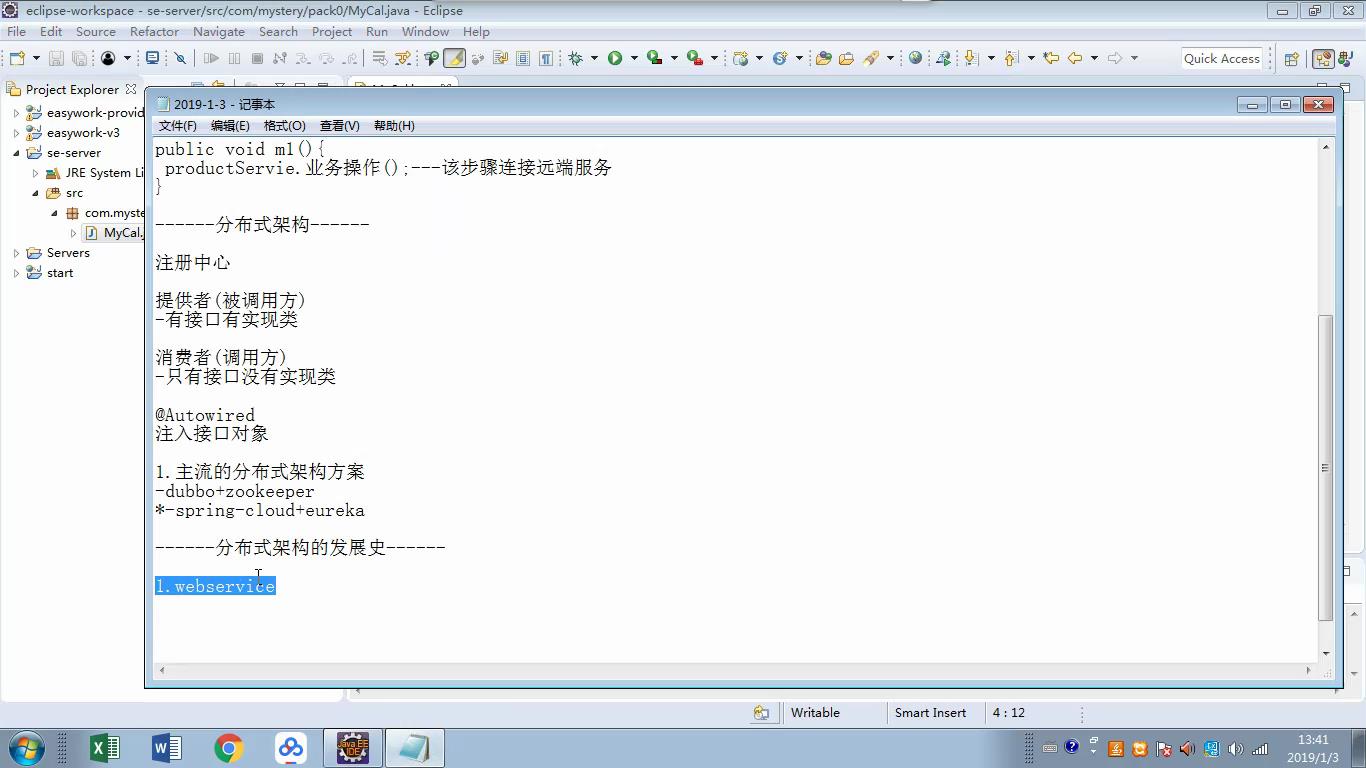 eclipse-workspace - se-server/src/com/mystery/pack0/MyCal.java - Eclipse
File Edit Source Refactor Navigate Search Project Run Window Help
Quick Access
Project Explorer
easywork-provid
easywork-v3
se-server
JRE System Li
src
com.myste
MyCal.
Servers
start
2019-1-3 - 记事本
文件(F) 编辑(E) 格式(O) 查看(V) 帮助(H)
public void m1(){
productServie.业务操作();---该步骤连接远端服务
}
------分布式架构------
注册中心
提供者(被调用方)
-有接口有实现类
消费者(调用方)
-只有接口没有实现类
@Autowired
注入接口对象
1.主流的分布式架构方案
-dubbo+zookeeper
*-spring-cloud+eureka
------分布式架构的发展史------
1.webservice
Writable Smart Insert 4 : 12
Java EE
IDE
13:41
2019/1/3